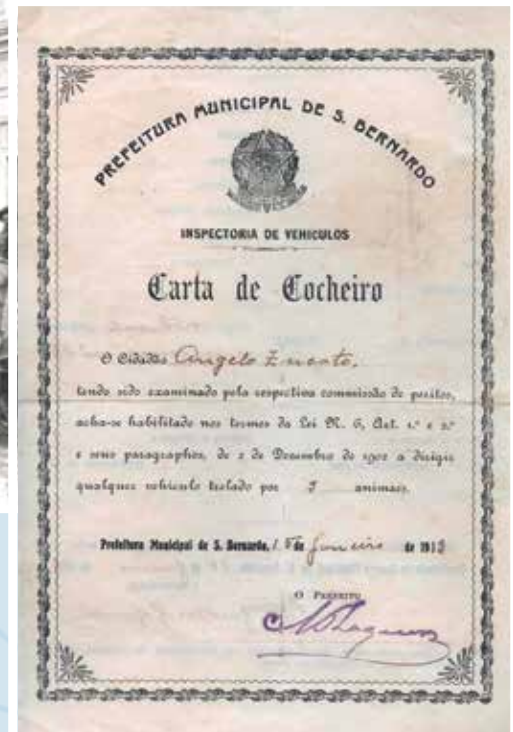 PREFEITURA MUNICIPAL DE S. BERNARDO
INSPECTORIA DE VEHICULOS
Carta de Cocheiro
O Cidadão Angelo
tendo sido examinado pela respectiva commissão de peritos,
acha-se habilitado nos termos da Lei N. 6, Art. 1.º e 2.º
e seus paragraphos, de 2 de Dezembro de 1902 a dirigir
qualquer vehiculo tirado por animaes.
Prefeitura Municipal de S. Bernardo, de Janeiro de 1913
O PREFEITO